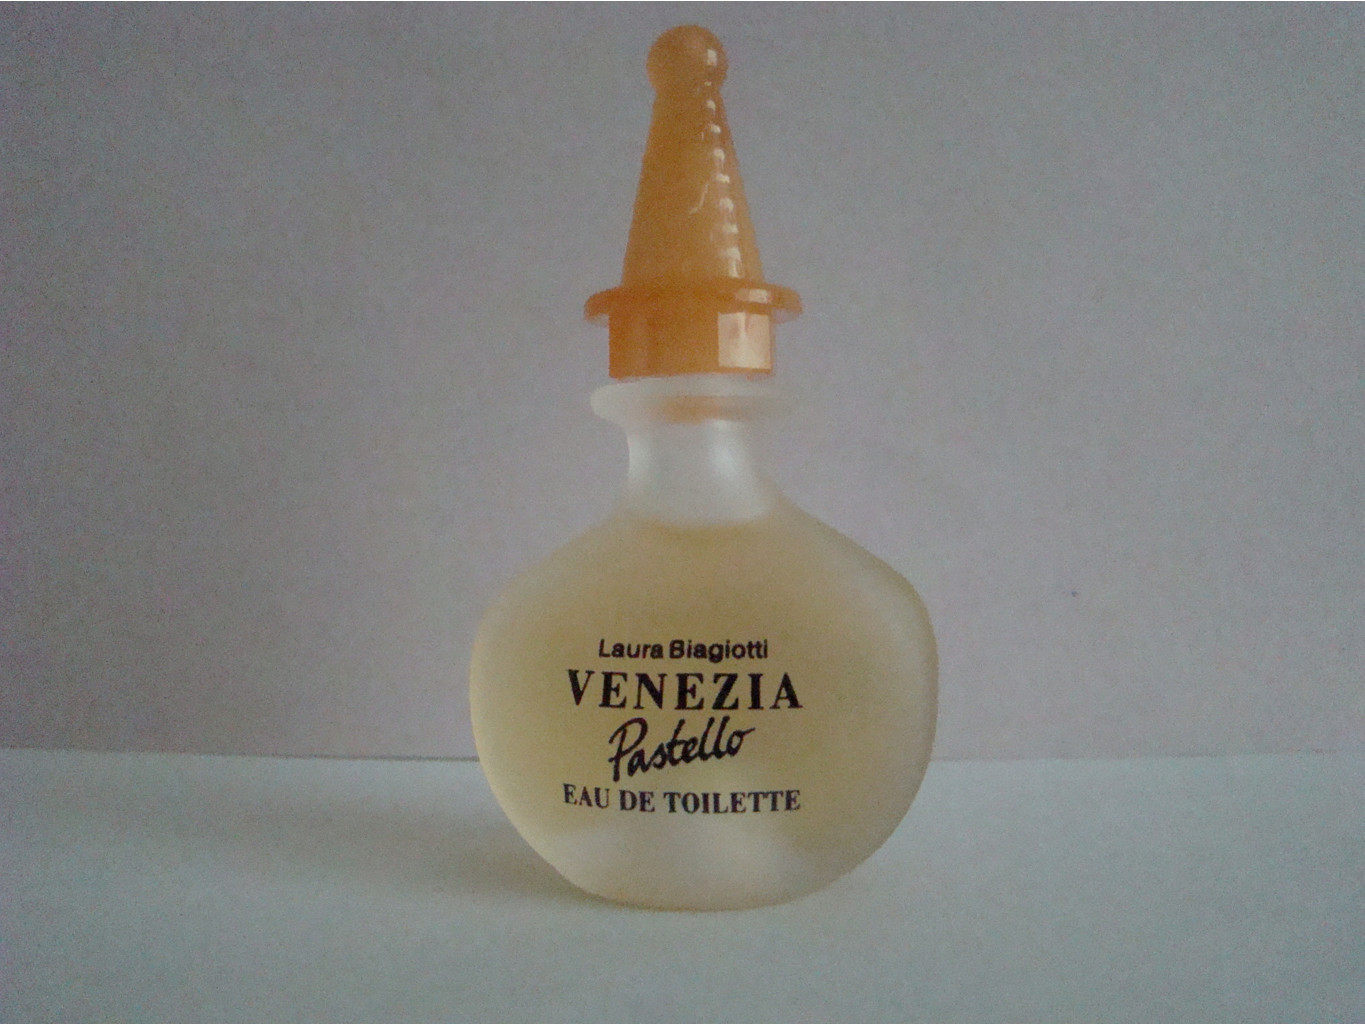 Laura Biagiotti
VENEZIA
Pastello
EAU DE TOILETTE